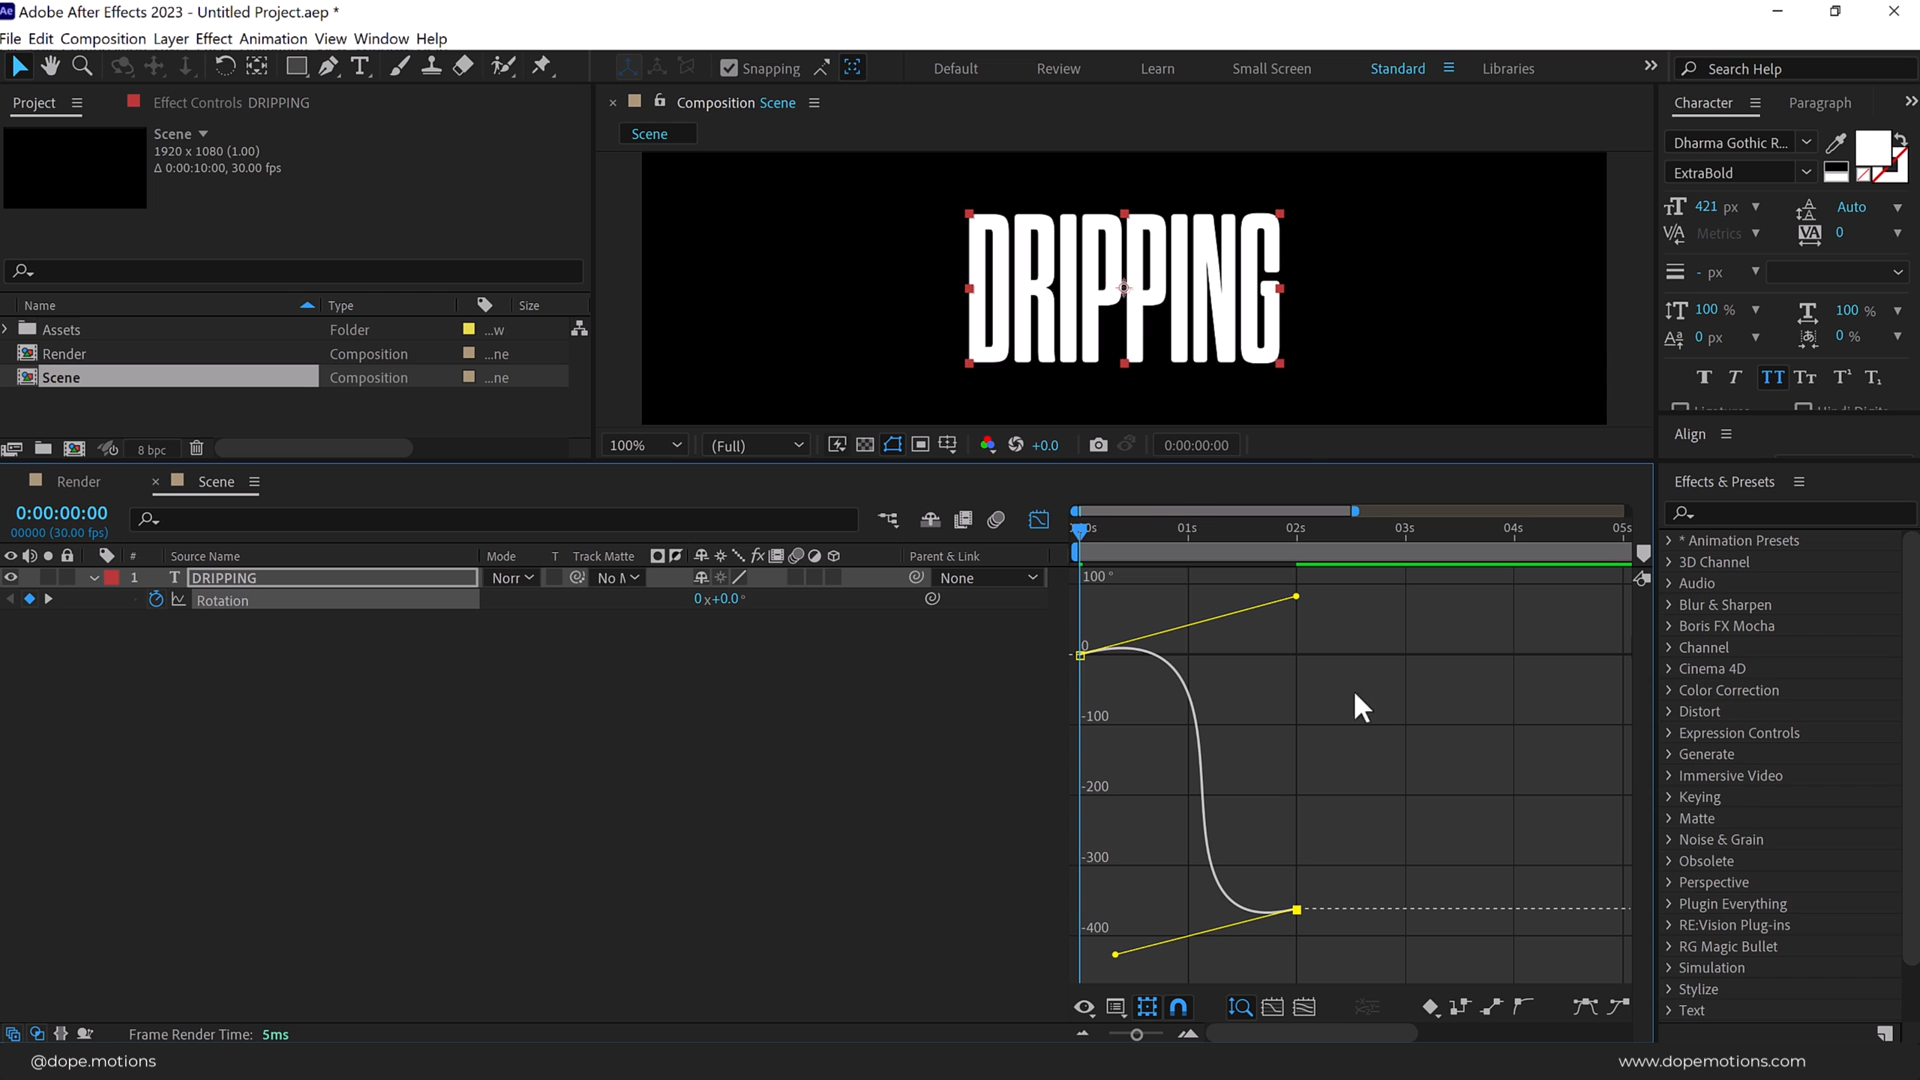 Adobe After Effects 2023 - Untitled Project.aep *
File Edit Composition Layer Effect Animation View Window Help
Snapping
Default
Review
Learn
Small Screen
Standard
Libraries
Search Help
Project
Effect Controls DRIPPING
Scene
1920 x 1080 (1.00)
Δ 0:00:10:00, 30.00 fps
Name Type Size
Assets Folder ...w
Render Composition ...ne
Scene Composition ...ne
8 bpc
Composition Scene
Scene
DRIPPING
100% (Full) +0.0 0:00:00:00
Character Paragraph
Dharma Gothic R...
ExtraBold
421 px Auto
Metrics 0
- px
100 % 100 %
0 px 0 %
T T TT Tт T¹ T₁
Align
Render Scene
0:00:00:00
00000 (30.00 fps)
# Source Name Mode T Track Matte fx Parent & Link
1 T DRIPPING Norr No M None
Rotation 0x+0.0°
0s 01s 02s 03s 04s 05s
100 °
0
-100
-200
-300
-400
Effects & Presets
* Animation Presets
3D Channel
Audio
Blur & Sharpen
Boris FX Mocha
Channel
Cinema 4D
Color Correction
Distort
Expression Controls
Generate
Immersive Video
Keying
Matte
Noise & Grain
Obsolete
Perspective
Plugin Everything
RE:Vision Plug-ins
RG Magic Bullet
Simulation
Stylize
Text
Frame Render Time: 5ms
@dope.motions
www.dopemotions.com